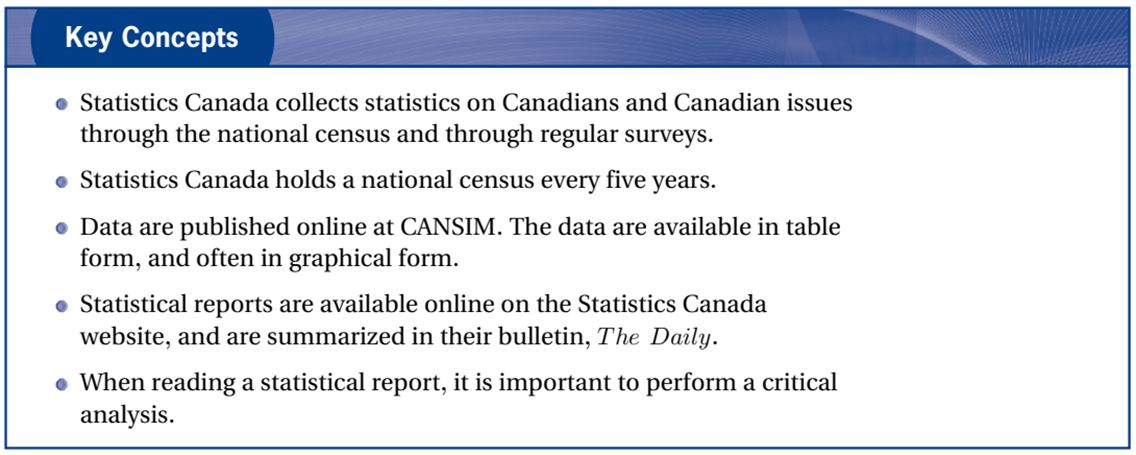 Key Concepts
Statistics Canada collects statistics on Canadians and Canadian issues
through the national census and through regular surveys.
Statistics Canada holds a national census every five years.
Data are published online at CANSIM. The data are available in table
form, and often in graphical form.
Statistical reports are available online on the Statistics Canada
website, and are summarized in their bulletin, The Daily.
When reading a statistical report, it is important to perform a critical
analysis.